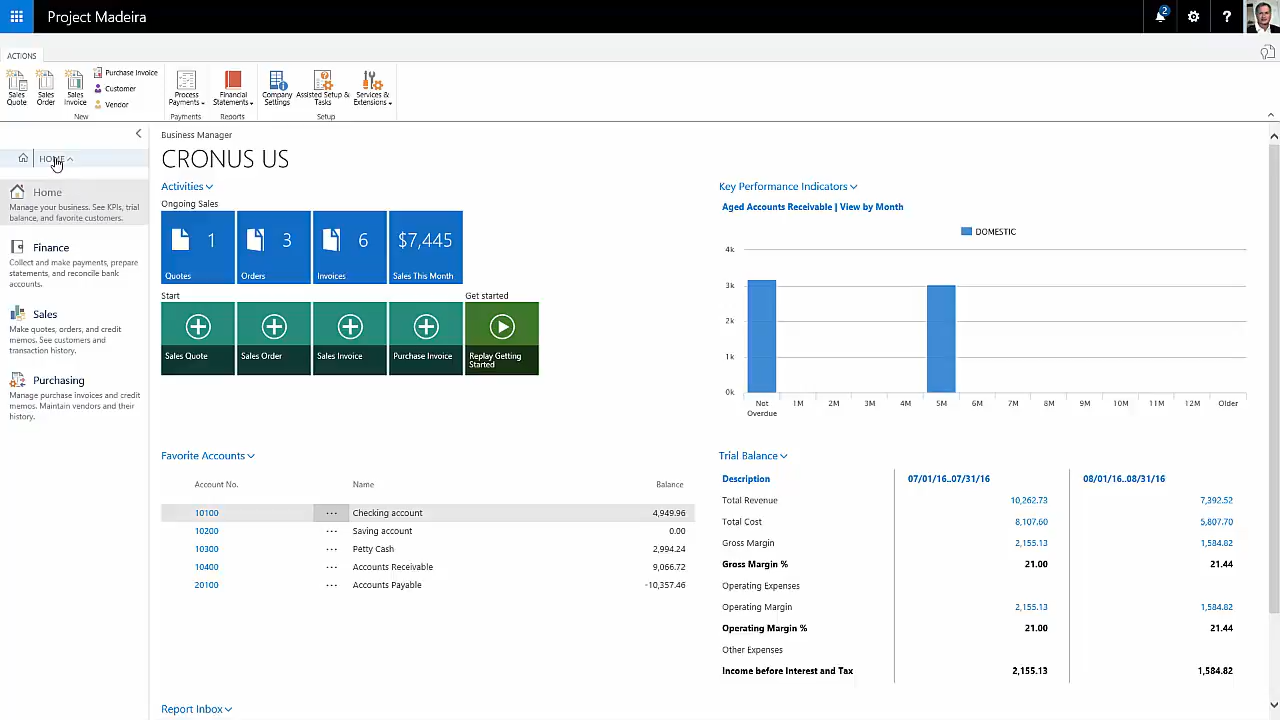 Project Madeira
2
?
ACTIONS
Sales Quote
Sales Order
Sales Invoice
Purchase Invoice
Customer
Vendor
New
Process Payments
Payments
Financial Statements
Reports
Company Settings
Assisted Setup & Tasks
Services & Extensions
Setup
HOME
Home
Manage your business. See KPIs, trial
balance, and favorite customers.
Finance
Collect and make payments, prepare
statements, and reconcile bank
accounts.
Sales
Make quotes, orders, and credit
memos. See customers and
transaction history.
Purchasing
Manage purchase invoices and credit
memos. Maintain vendors and their
history.
Business Manager
CRONUS US
Activities
Ongoing Sales
1
Quotes
3
Orders
6
Invoices
$7,445
Sales This Month
Start
Get started
Sales Quote
Sales Order
Sales Invoice
Purchase Invoice
Replay Getting
Started
Key Performance Indicators
Aged Accounts Receivable | View by Month
DOMESTIC
4k
3k
2k
1k
0k
Not Overdue 1M 2M 3M 4M 5M 6M 7M 8M 9M 10M 11M 12M Older
Favorite Accounts
Account No. Name Balance
10100 ... Checking account 4,949.96
10200 ... Saving account 0.00
10300 ... Petty Cash 2,994.24
10400 ... Accounts Receivable 9,066.72
20100 ... Accounts Payable -10,357.46
Trial Balance
Description 07/01/16..07/31/16 08/01/16..08/31/16
Total Revenue 10,262.73 7,392.52
Total Cost 8,107.60 5,807.70
Gross Margin 2,155.13 1,584.82
Gross Margin % 21.00 21.44
Operating Expenses
Operating Margin 2,155.13 1,584.82
Operating Margin % 21.00 21.44
Other Expenses
Income before Interest and Tax 2,155.13 1,584.82
Report Inbox